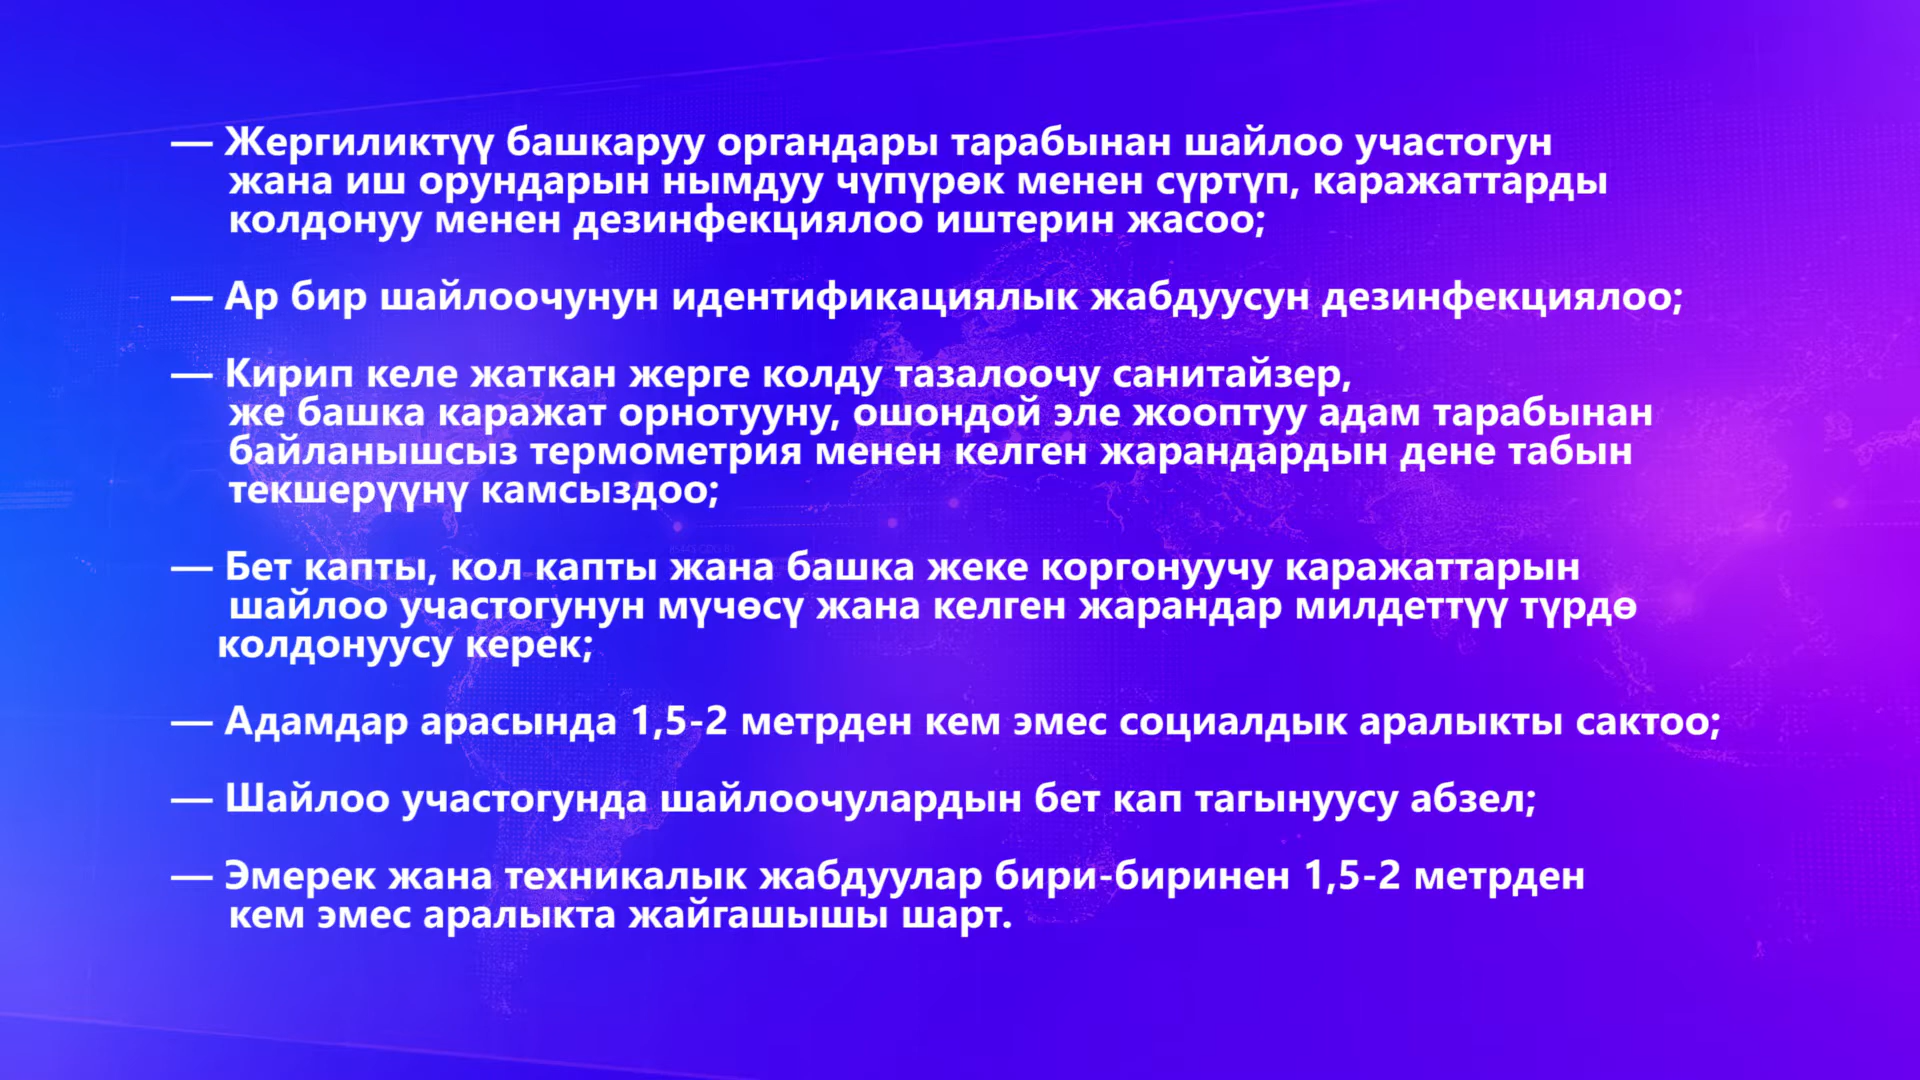 — Жергиликтүү башкаруу органдары тарабынан шайлоо участогун
жана иш орундарын нымдуу чүпүрөк менен сүртүп, каражаттарды
колдонуу менен дезинфекциялоо иштерин жасоо;
— Ар бир шайлоочунун идентификациялык жабдуусун дезинфекциялоо;
— Кирип келе жаткан жерге колду тазалоочу санитайзер,
же башка каражат орнотууну, ошондой эле жооптуу адам тарабынан
байланышсыз термометрия менен келген жарандардын дене табын
текшерүүнү камсыздоо;
— Бет капты, кол капты жана башка жеке коргонуучу каражаттарын
шайлоо участогунун мүчөсү жана келген жарандар милдеттүү түрдө
колдонуусу керек;
— Адамдар арасында 1,5-2 метрден кем эмес социалдык аралыкты сактоо;
— Шайлоо участогунда шайлоочулардын бет кап тагынуусу абзел;
— Эмерек жана техникалык жабдуулар бири-биринен 1,5-2 метрден
кем эмес аралыкта жайгашышы шарт.